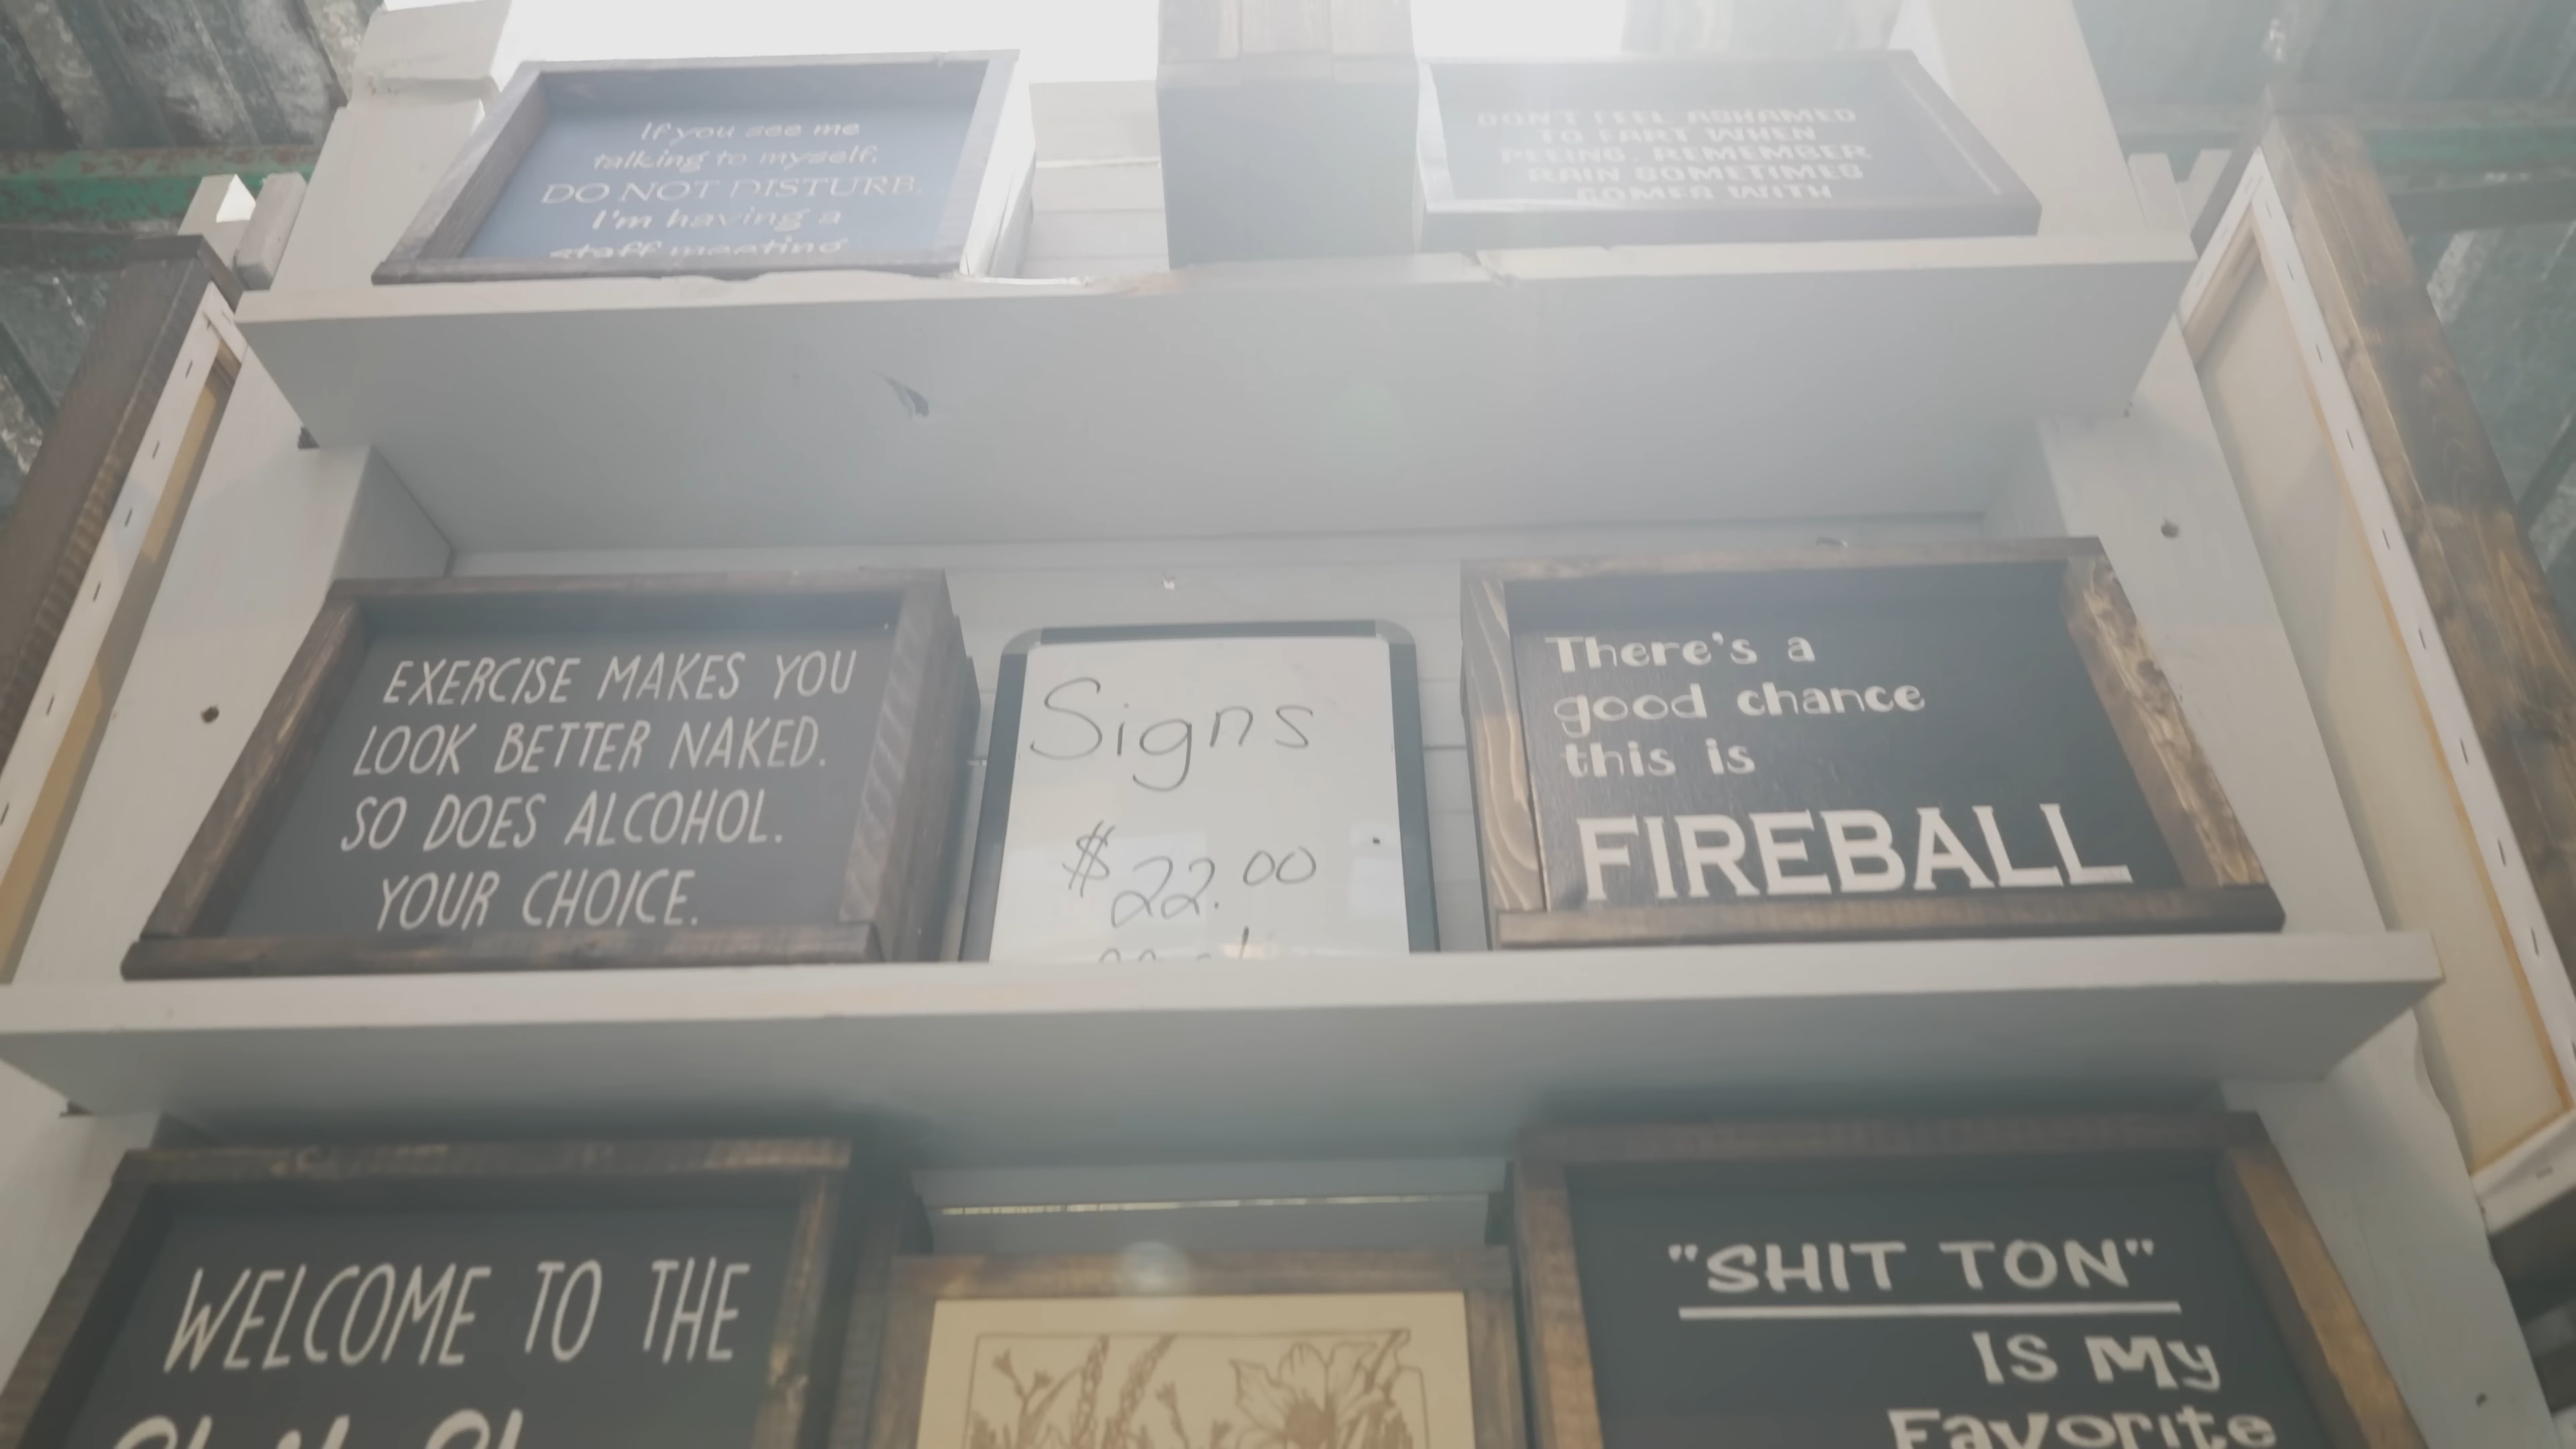 If you see me
talking to myself,
DO NOT DISTURB.
I'm having a
staff meeting
DON'T FEEL ASHAMED
TO FART WHEN
PEEING. REMEMBER
RAIN SOMETIMES
COMES WITH
EXERCISE MAKES YOU
LOOK BETTER NAKED.
SO DOES ALCOHOL.
YOUR CHOICE.
Signs
$22.00
There's a
good chance
this is
FIREBALL
WELCOME TO THE
"SHIT TON"
IS My
Favorite